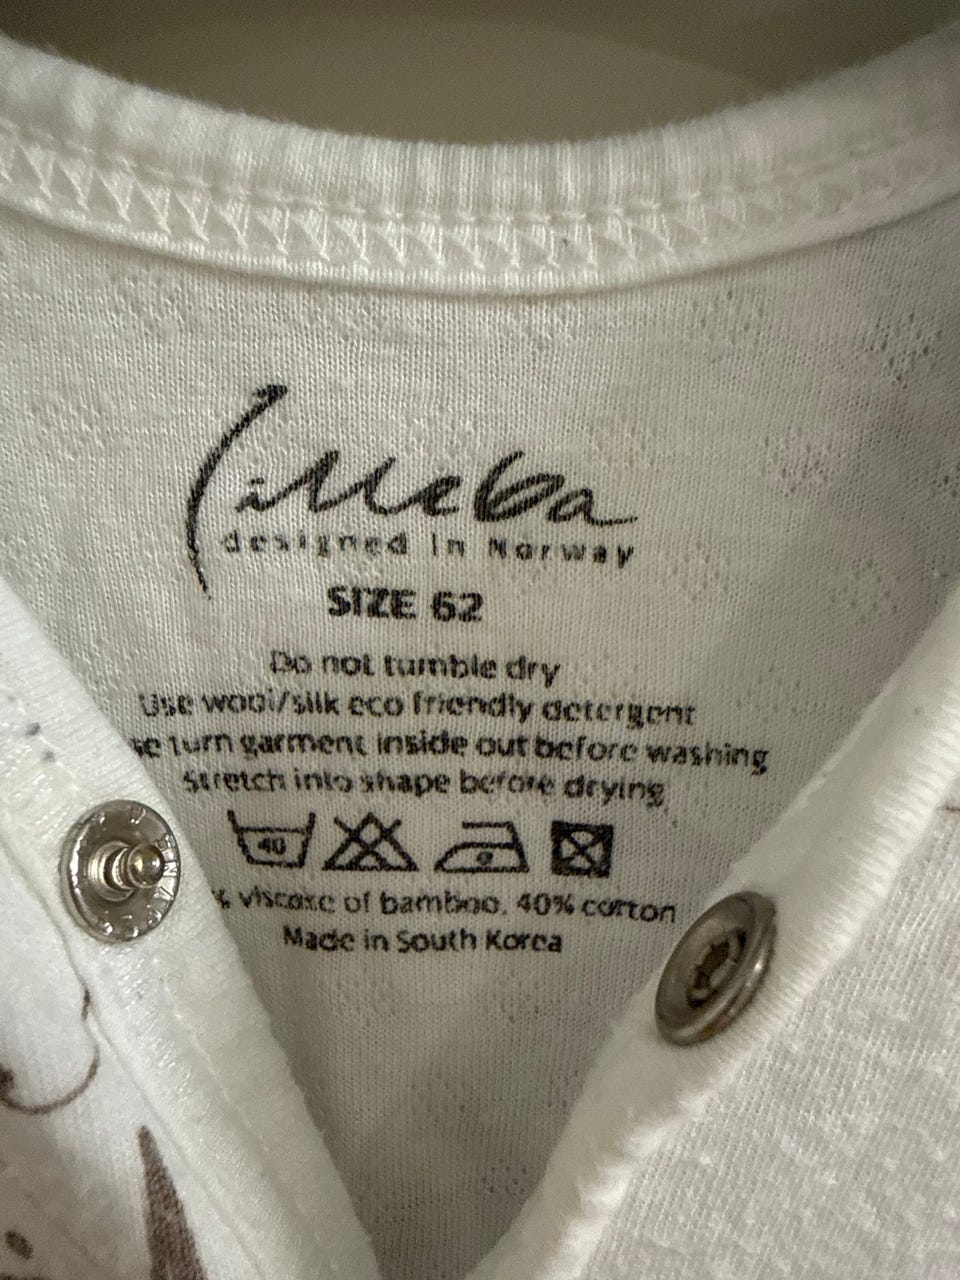 Lillelba
designed in Norway
SIZE 62
Do not tumble dry
Use wool/silk eco friendly detergent
turn garment inside out before washing
Stretch into shape before drying
40
% viscose of bamboo, 40% cotton
Made in South Korea